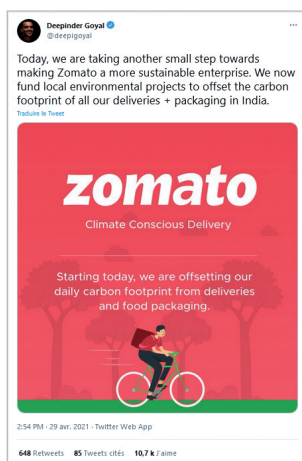 Deepinder Goyal
@deepigoyal
Today, we are taking another small step towards
making Zomato a more sustainable enterprise. We now
fund local environmental projects to offset the carbon
footprint of all our deliveries + packaging in India.
Traduire le Tweet
zomato
Climate Conscious Delivery
Starting today, we are offsetting our
daily carbon footprint from deliveries
and food packaging.
2:54 PM · 29 avr. 2021 · Twitter Web App
648 Retweets 85 Tweets cités 10,7 k J'aime